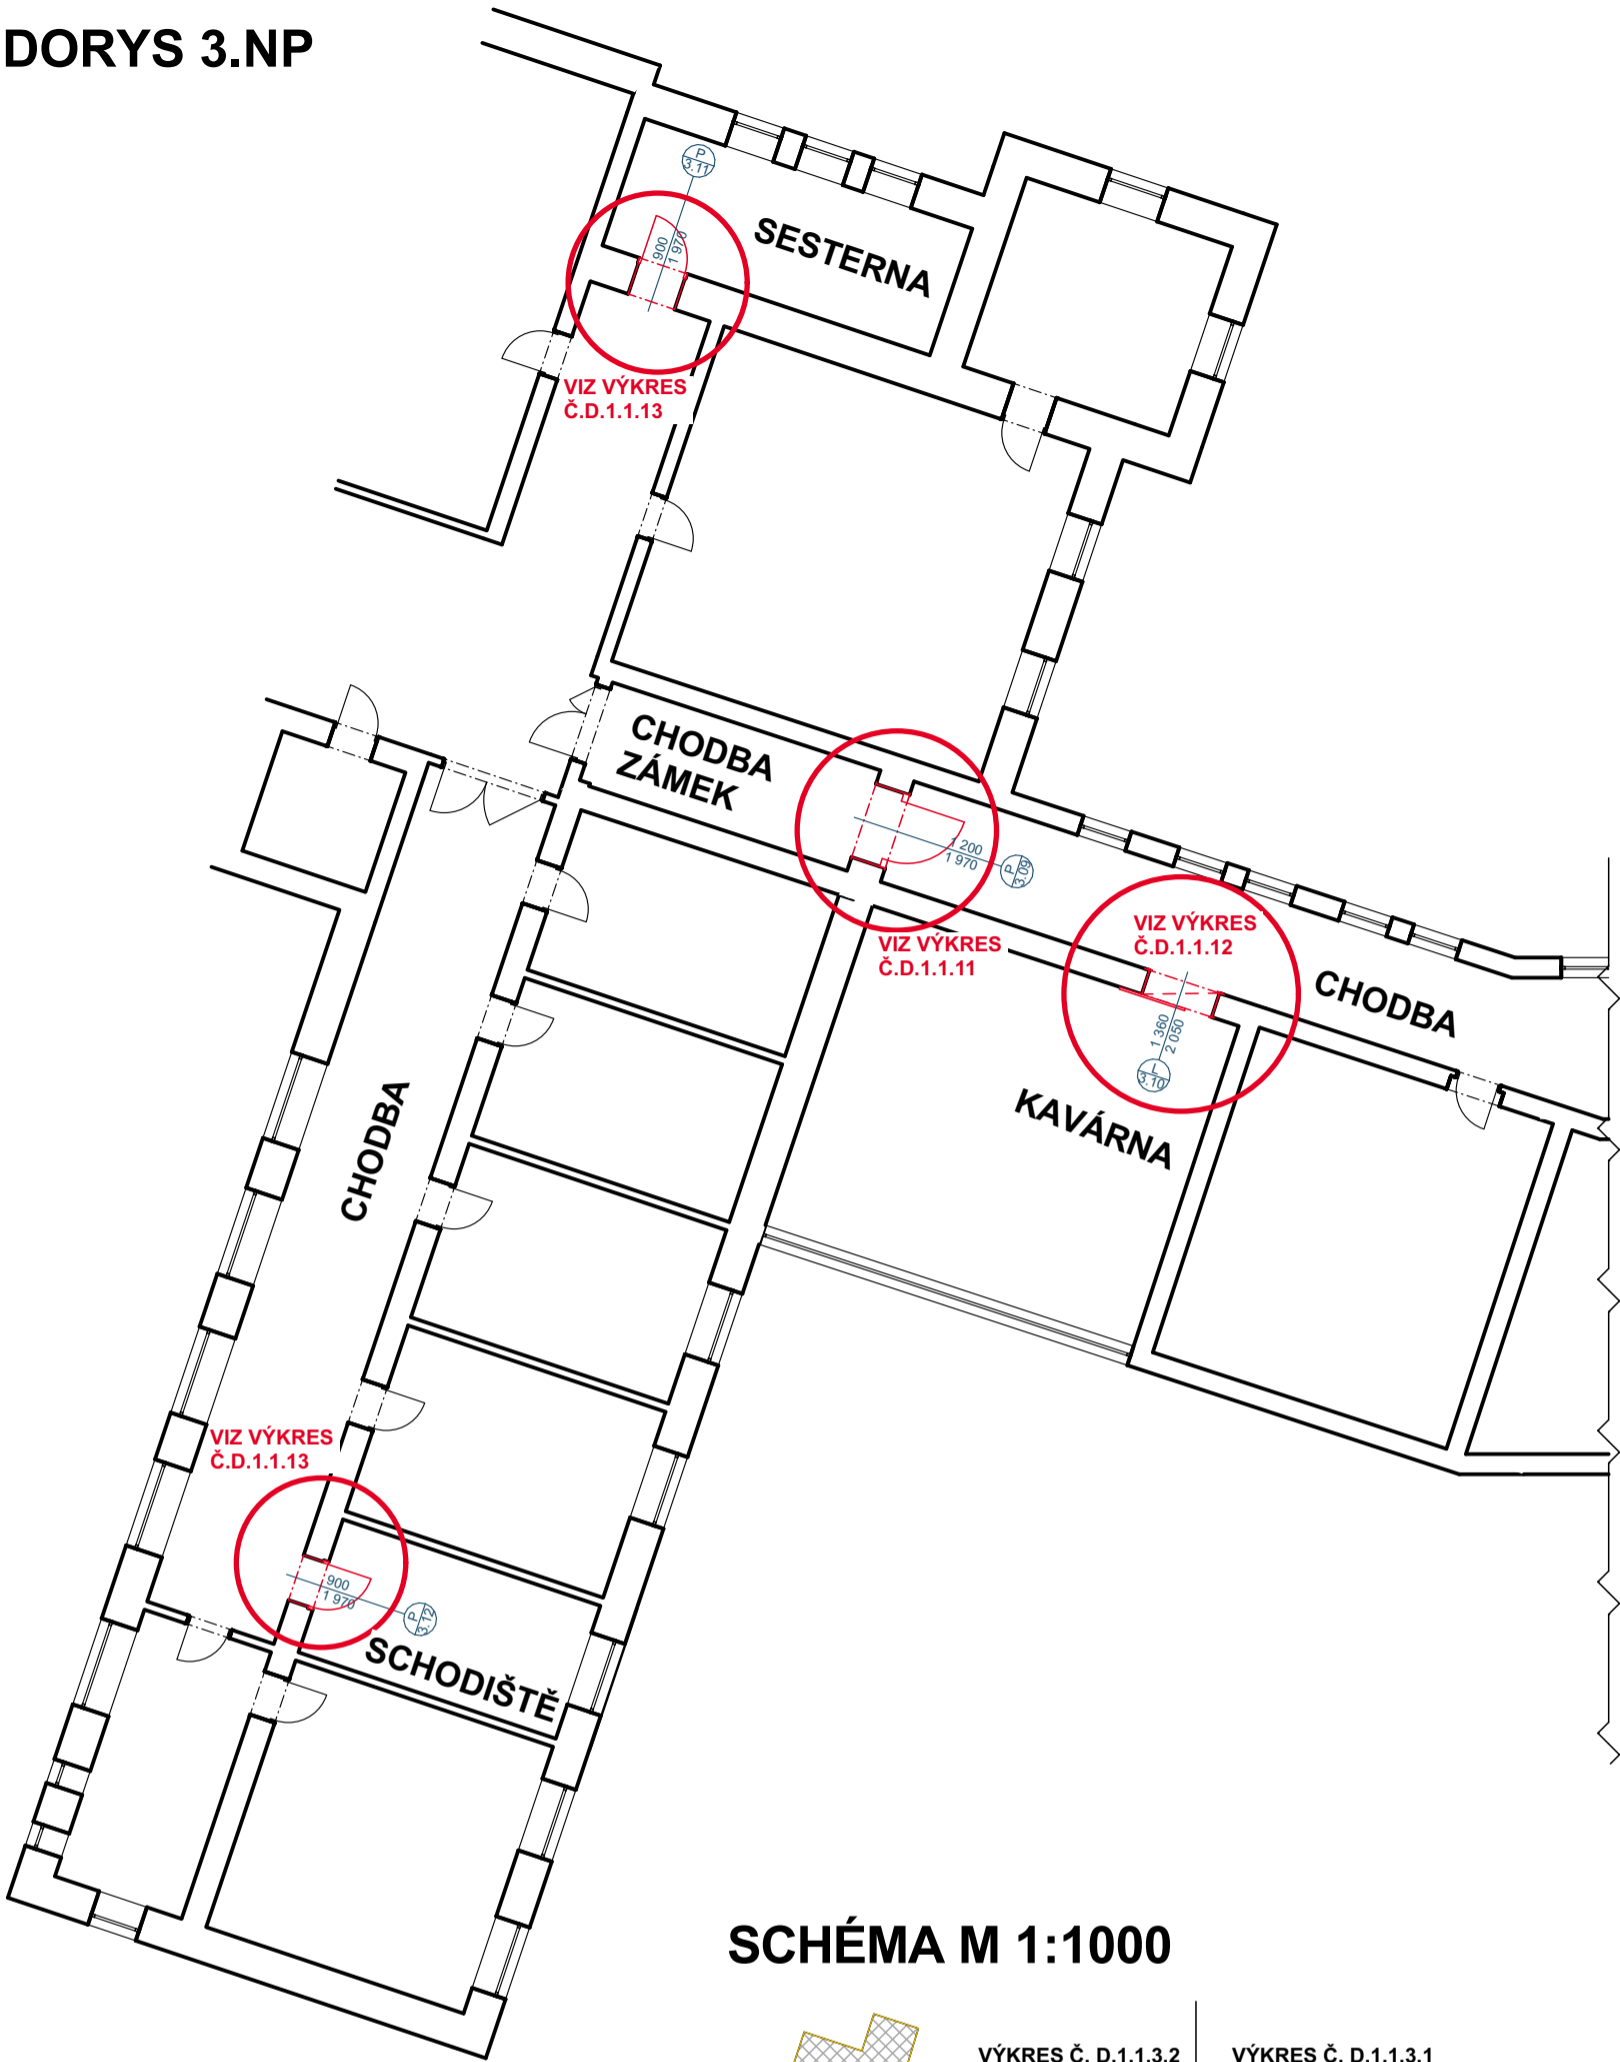 DORYS 3.NP
P
3.11
900
1 970
SESTERNA
VIZ VÝKRES
Č.D.1.1.13
CHODBA
ZÁMEK
1 200
1 970
P
3.09
VIZ VÝKRES
Č.D.1.1.11
VIZ VÝKRES
Č.D.1.1.12
CHODBA
1 360
2 050
L
3.10
KAVÁRNA
CHODBA
VIZ VÝKRES
Č.D.1.1.13
900
1 970
P
3.12
SCHODIŠTĚ
SCHÉMA M 1:1000
VÝKRES Č. D.1.1.3.2
VÝKRES Č. D.1.1.3.1